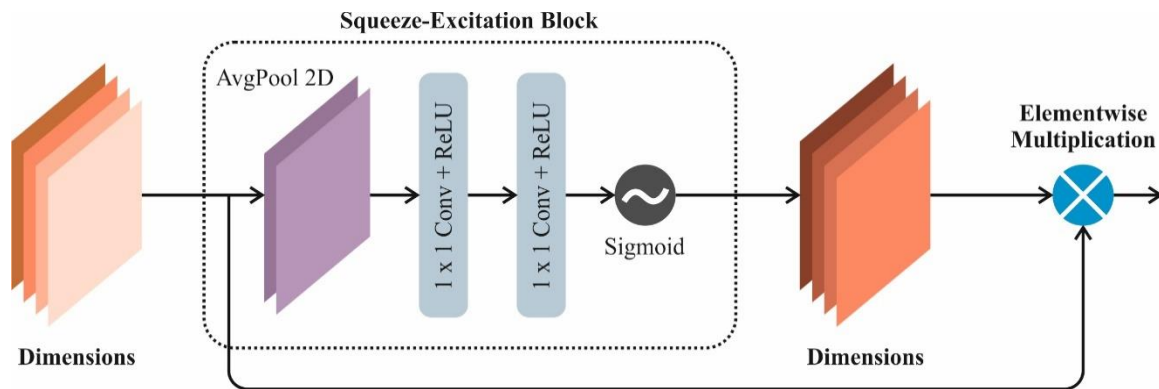 Squeeze-Excitation Block
AvgPool 2D
1 x 1 Conv + ReLU
1 x 1 Conv + ReLU
Sigmoid
Elementwise
Multiplication
Dimensions
Dimensions